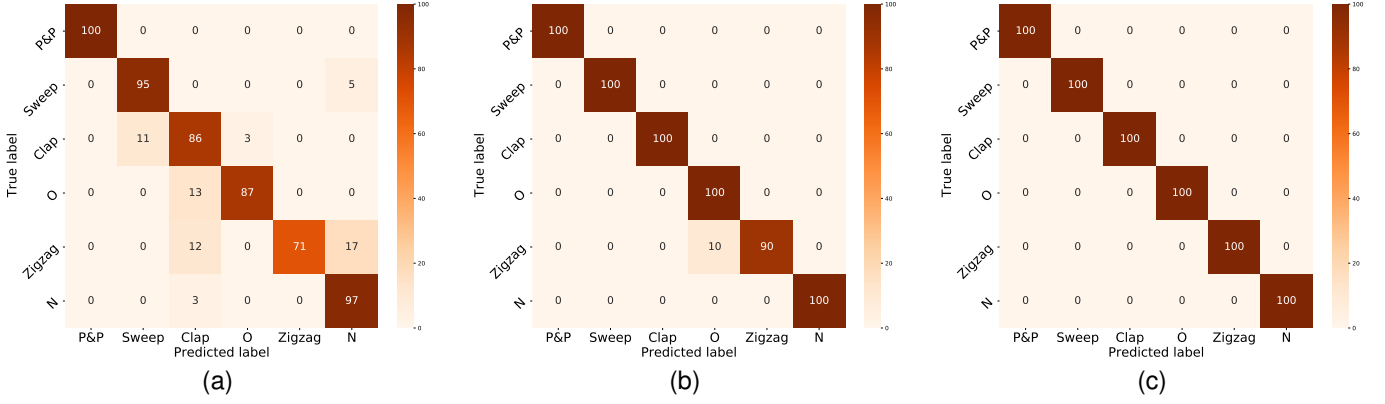 P&P 100 0 0 0 0 0
Sweep 0 95 0 0 0 5
Clap 0 11 86 3 0 0
O 0 0 13 87 0 0
Zigzag 0 0 12 0 71 17
N 0 0 3 0 0 97
P&P Sweep Clap O Zigzag N
Predicted label
True label
100
80
60
40
20
0
(a)
P&P 100 0 0 0 0 0
Sweep 0 100 0 0 0 0
Clap 0 0 100 0 0 0
O 0 0 0 100 0 0
Zigzag 0 0 0 10 90 0
N 0 0 0 0 0 100
P&P Sweep Clap O Zigzag N
Predicted label
True label
100
80
60
40
20
0
(b)
P&P 100 0 0 0 0 0
Sweep 0 100 0 0 0 0
Clap 0 0 100 0 0 0
O 0 0 0 100 0 0
Zigzag 0 0 0 0 100 0
N 0 0 0 0 0 100
P&P Sweep Clap O Zigzag N
Predicted label
True label
100
80
60
40
20
0
(c)